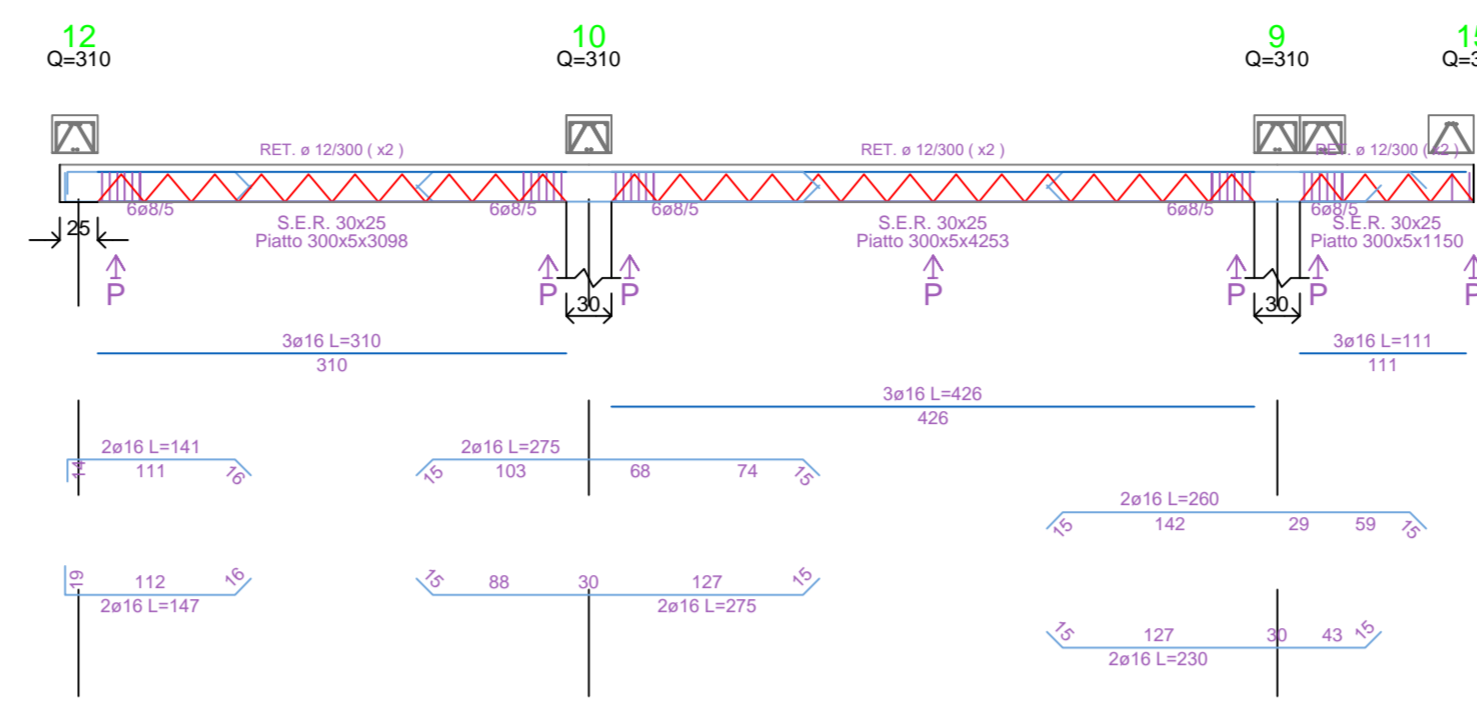 12
Q=310
10
Q=310
9
Q=310
15
Q=3
RET. ø 12/300 ( x2 )
RET. ø 12/300 ( x2 )
RET. ø 12/300 ( x2 )
6ø8/5
6ø8/5
6ø8/5
6ø8/5
6ø8/5
25
S.E.R. 30x25
Piatto 300x5x3098
S.E.R. 30x25
Piatto 300x5x4253
S.E.R. 30x25
Piatto 300x5x1150
P
P
P
P
P
P
P
30
30
3ø16 L=310
310
3ø16 L=111
111
3ø16 L=426
426
2ø16 L=141
14
111
16
2ø16 L=275
15
103
68
74
15
2ø16 L=260
15
142
29
59
15
19
112
16
2ø16 L=147
15
88
30
127
15
2ø16 L=275
15
127
30
43
15
2ø16 L=230